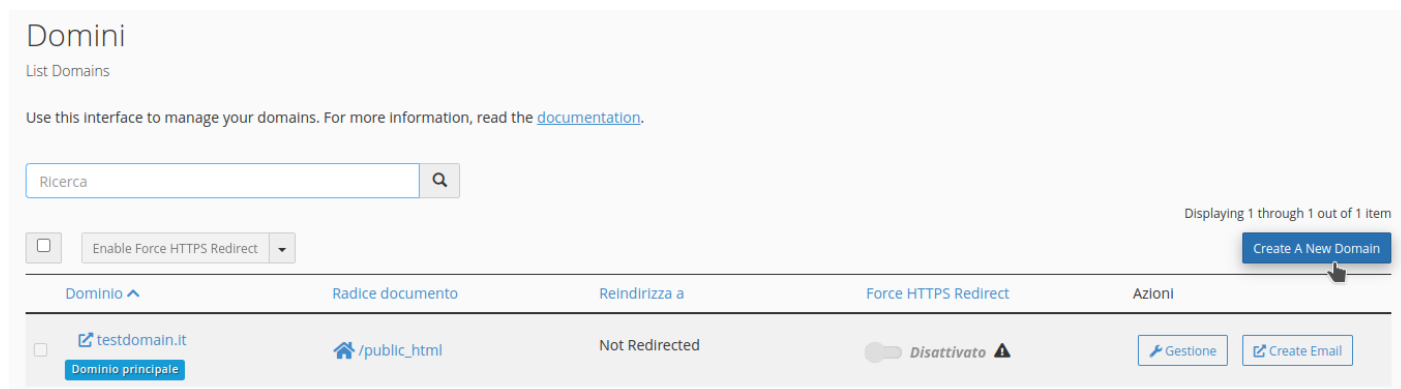 Domini
List Domains
Use this interface to manage your domains. For more information, read the documentation.
Ricerca
Displaying 1 through 1 out of 1 item
Enable Force HTTPS Redirect
Create A New Domain
Dominio
Radice documento
Reindirizza a
Force HTTPS Redirect
Azioni
testdomain.it
Dominio principale
/public_html
Not Redirected
Disattivato
Gestione
Create Email